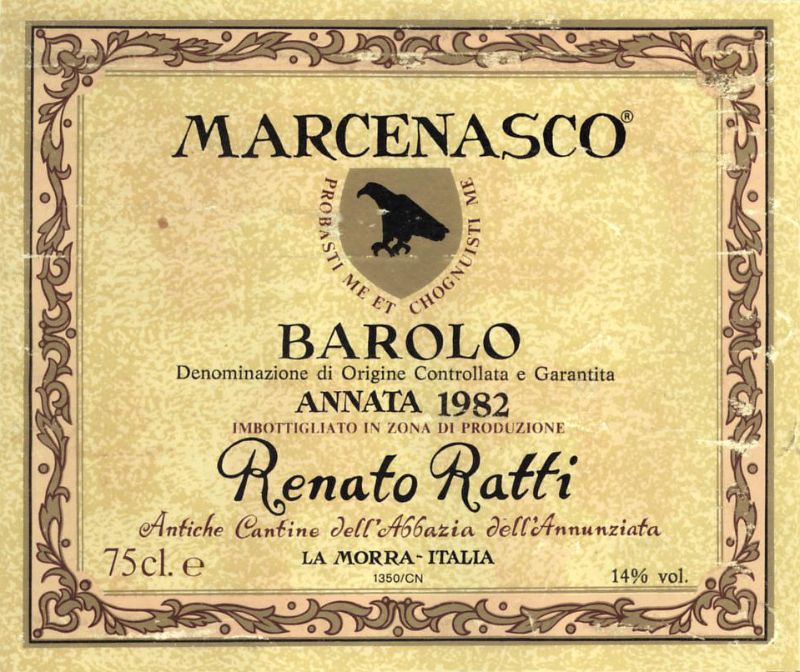 MARCENASCO®
PROBASTI ME ET CHOGNUISTI ME
BAROLO
Denominazione di Origine Controllata e Garantita
ANNATA 1982
IMBOTTIGLIATO IN ZONA DI PRODUZIONE
Renato Ratti
Antiche Cantine dell'Abbazia dell'Annunziata
75cl. e
LA MORRA-ITALIA
1350/CN
14% vol.